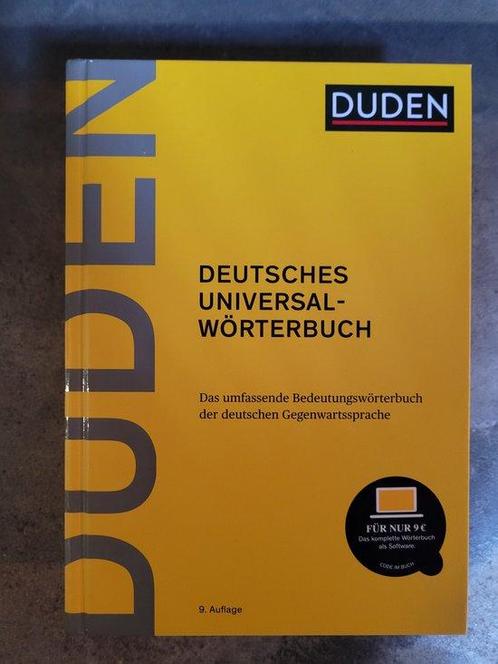 DUDEN
DUDEN
DEUTSCHES
UNIVERSAL-
WÖRTERBUCH
Das umfassende Bedeutungswörterbuch
der deutschen Gegenwartssprache
FÜR NUR 9 €
Das komplette Wörterbuch
als Software.
CODE IM BUCH
9. Auflage